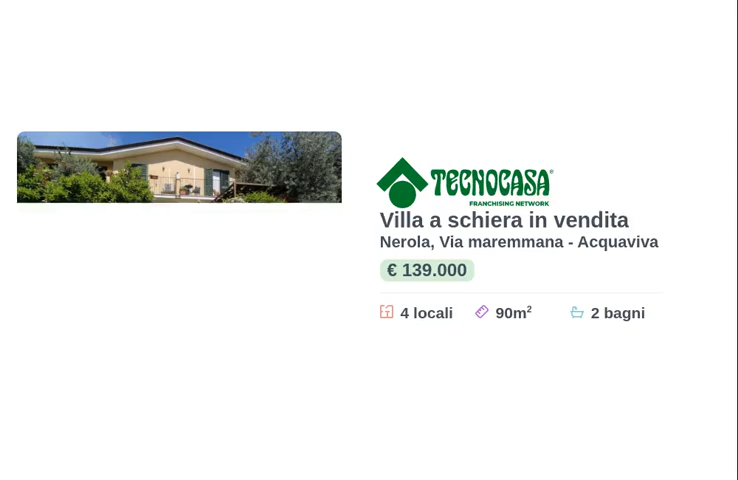 TECNOCASA®
FRANCHISING NETWORK
Villa a schiera in vendita
Nerola, Via maremmana - Acquaviva
€ 139.000
4 locali 90m² 2 bagni